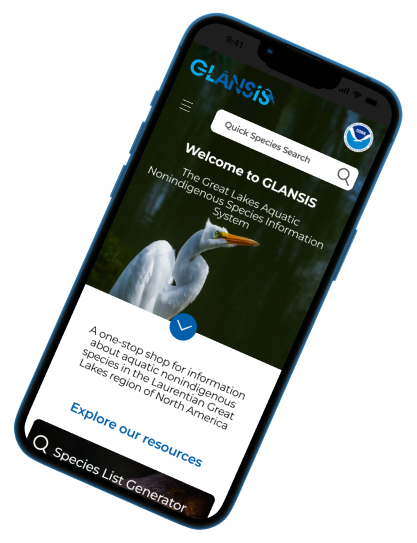 9:41
GLANSIS
Quick Species Search
Welcome to GLANSIS
The Great Lakes Aquatic
Nonindigenous Species Information
System
A one-stop shop for information
about aquatic nonindigenous
species in the Laurentian Great
Lakes region of North America
Explore our resources
Species List Generator